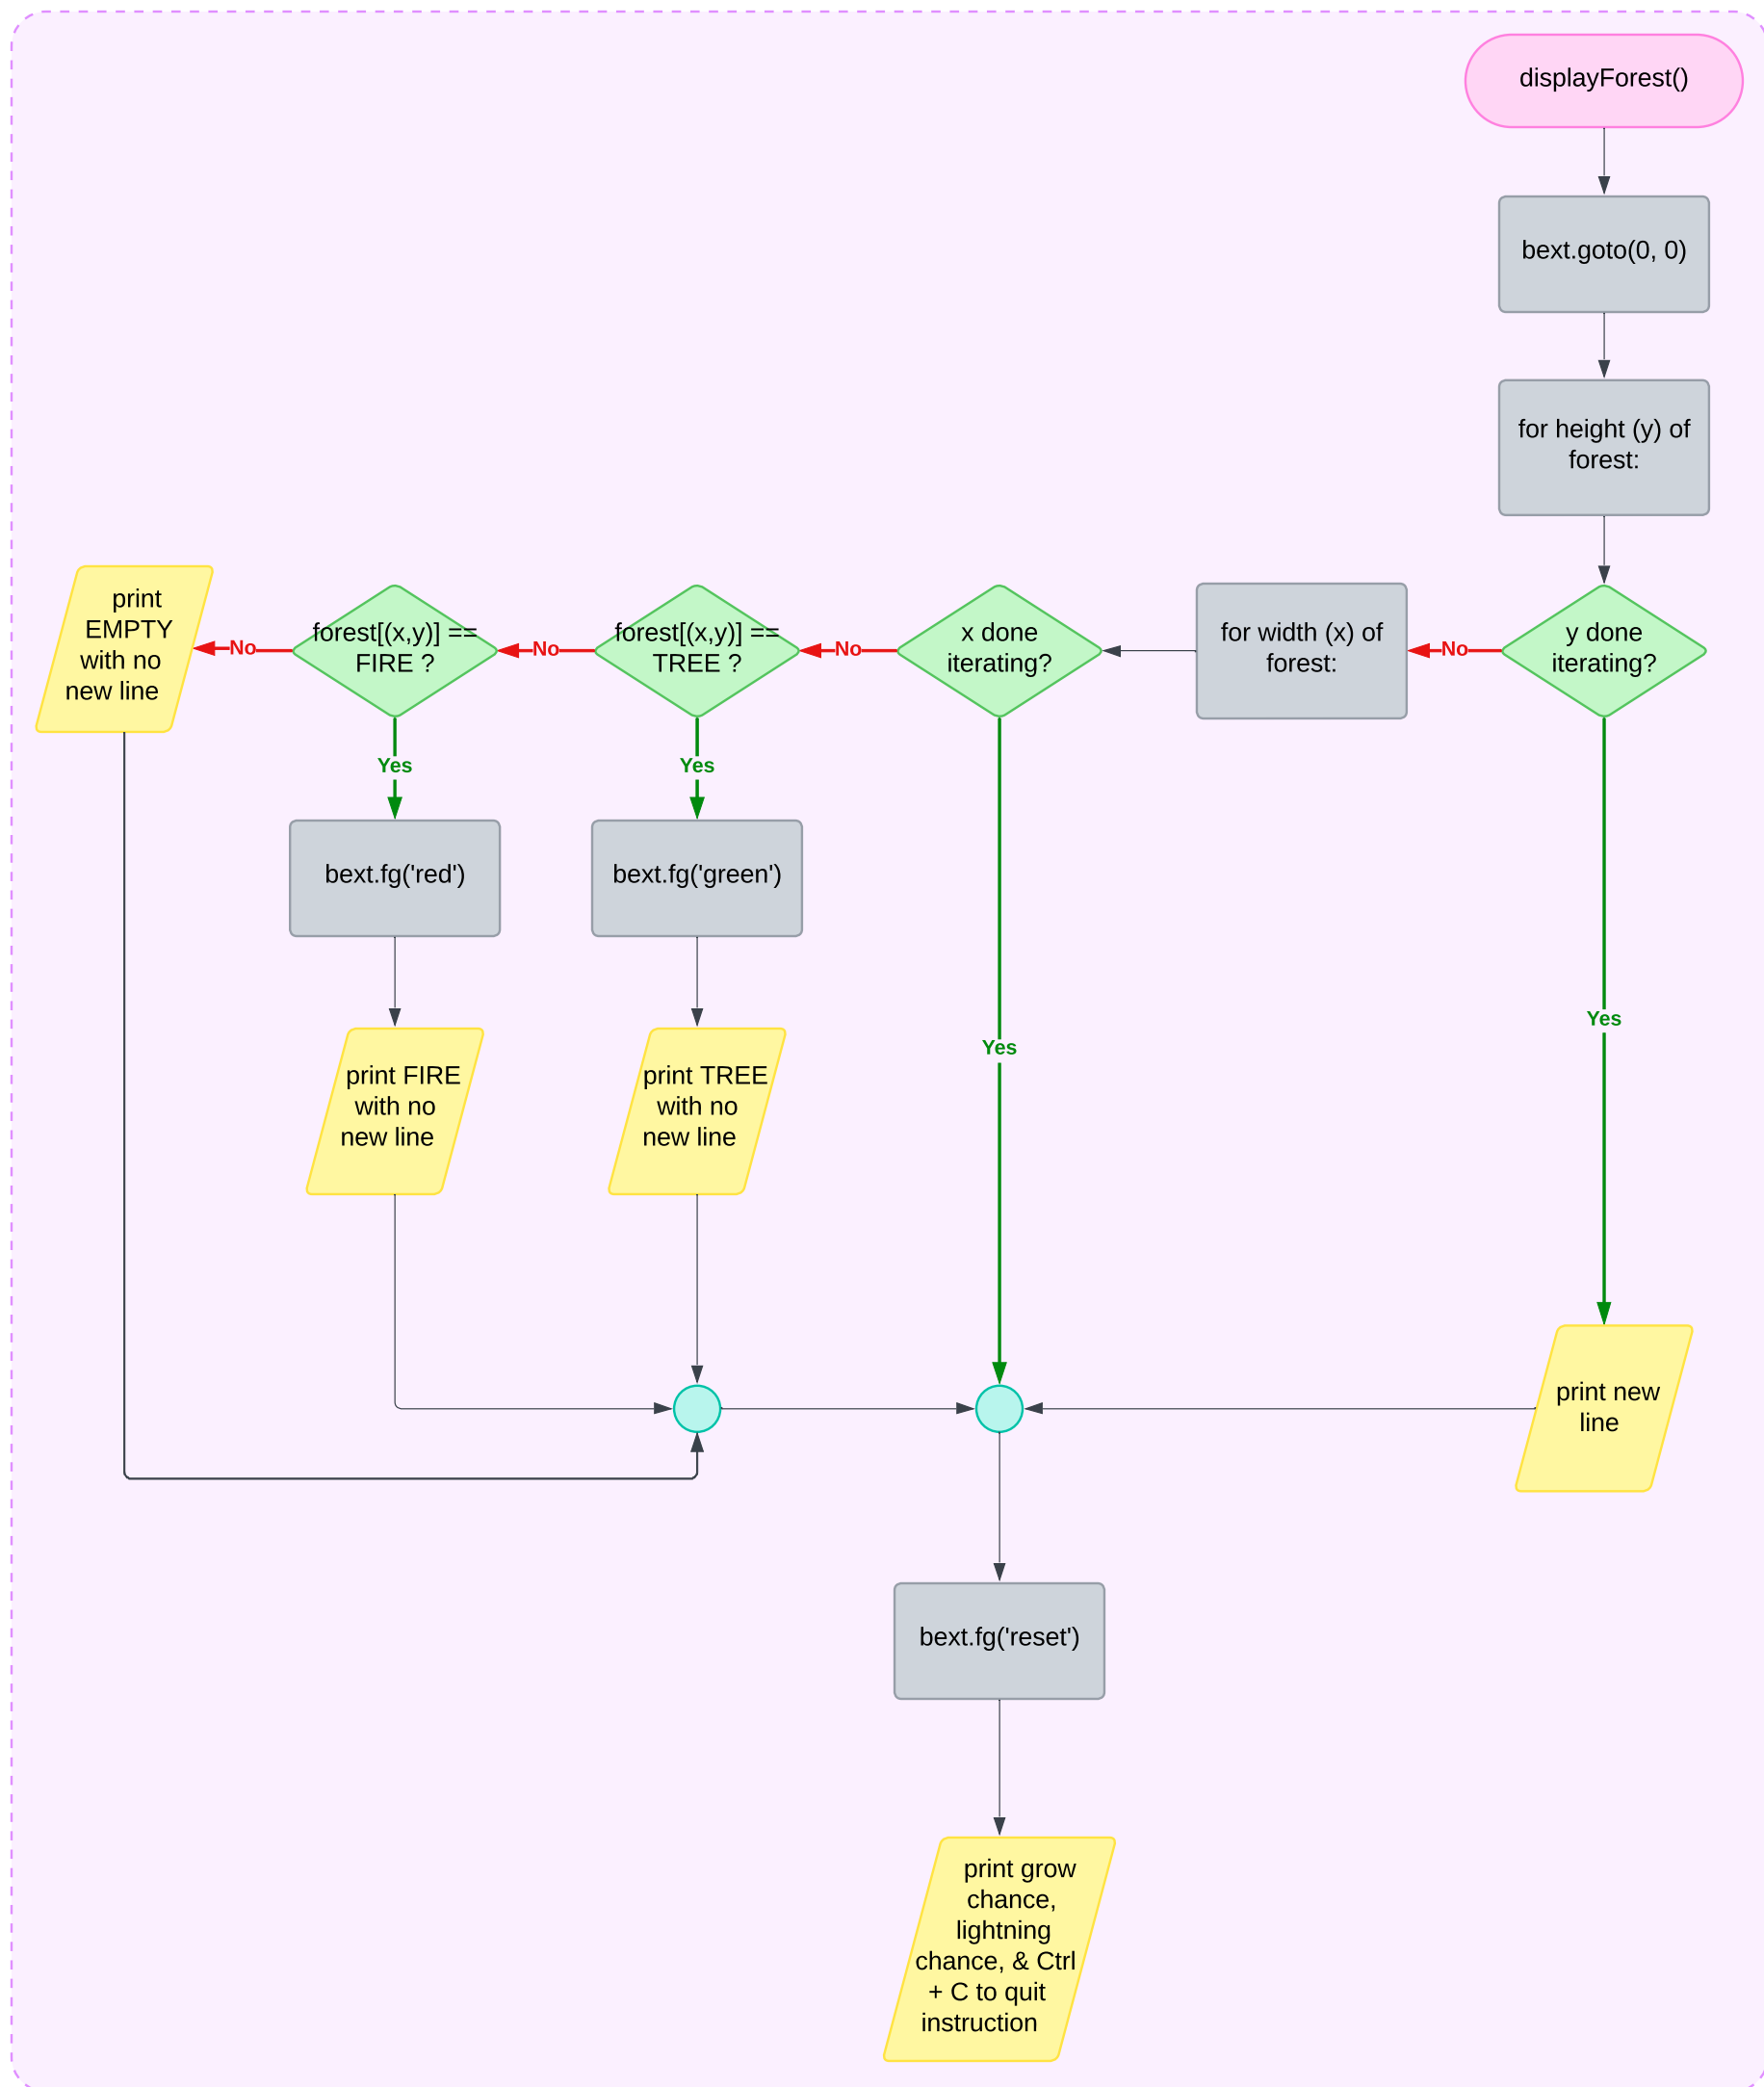 displayForest()
bext.goto(0, 0)
for height (y) of
forest:
y done
iterating?
No
for width (x) of
forest:
x done
iterating?
No
forest[(x,y)] ==
TREE ?
No
forest[(x,y)] ==
FIRE ?
No
print
EMPTY
with no
new line
Yes
Yes
bext.fg('red')
bext.fg('green')
print FIRE
with no
new line
print TREE
with no
new line
Yes
Yes
print new
line
bext.fg('reset')
print grow
chance,
lightning
chance, & Ctrl
+ C to quit
instruction